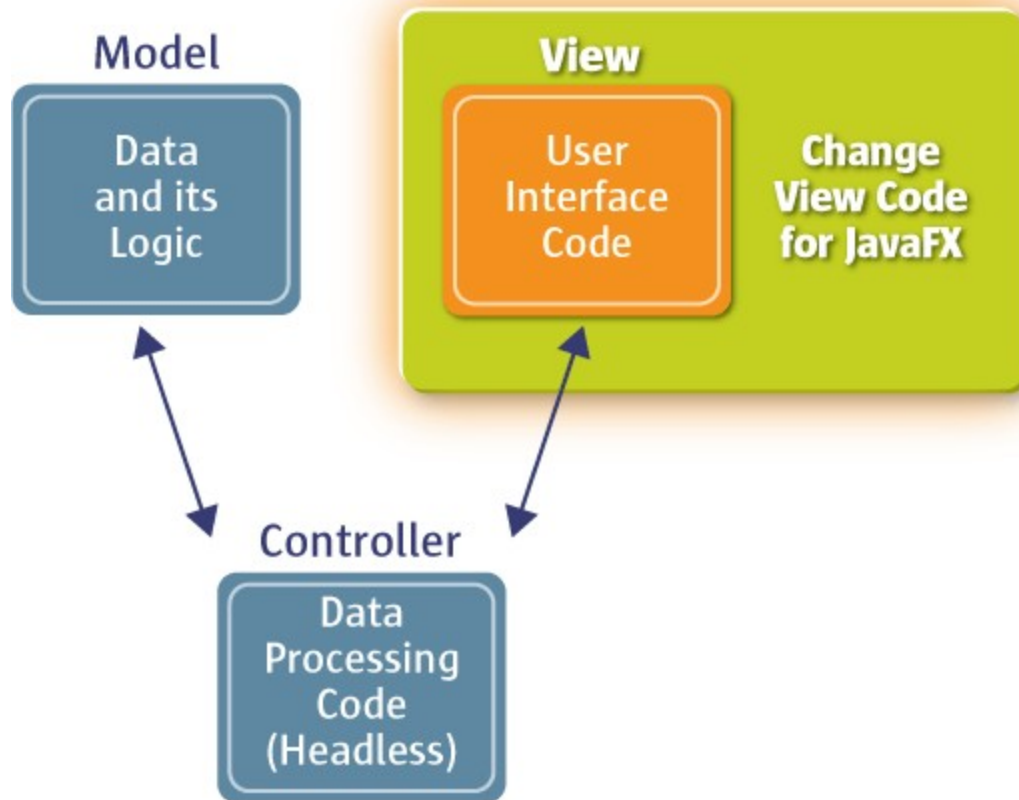 Model
Data
and its
Logic
View
User
Interface
Code
Change
View Code
for JavaFX
Controller
Data
Processing
Code
(Headless)